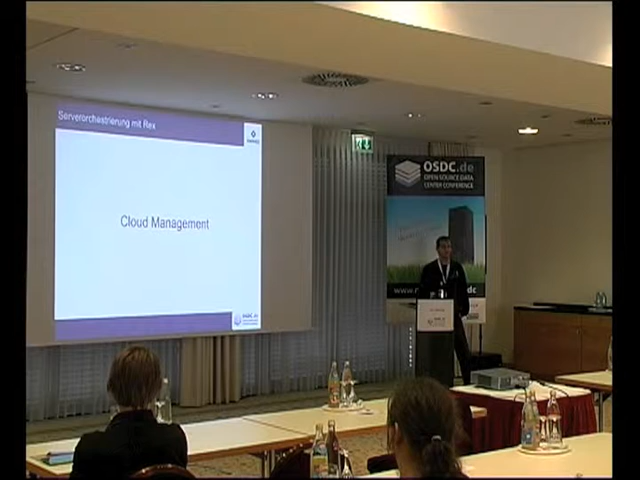 Serverorchestrierung mit Rex
Cloud Management
OSDC.de
OPEN SOURCE DATA
CENTER CONFERENCE